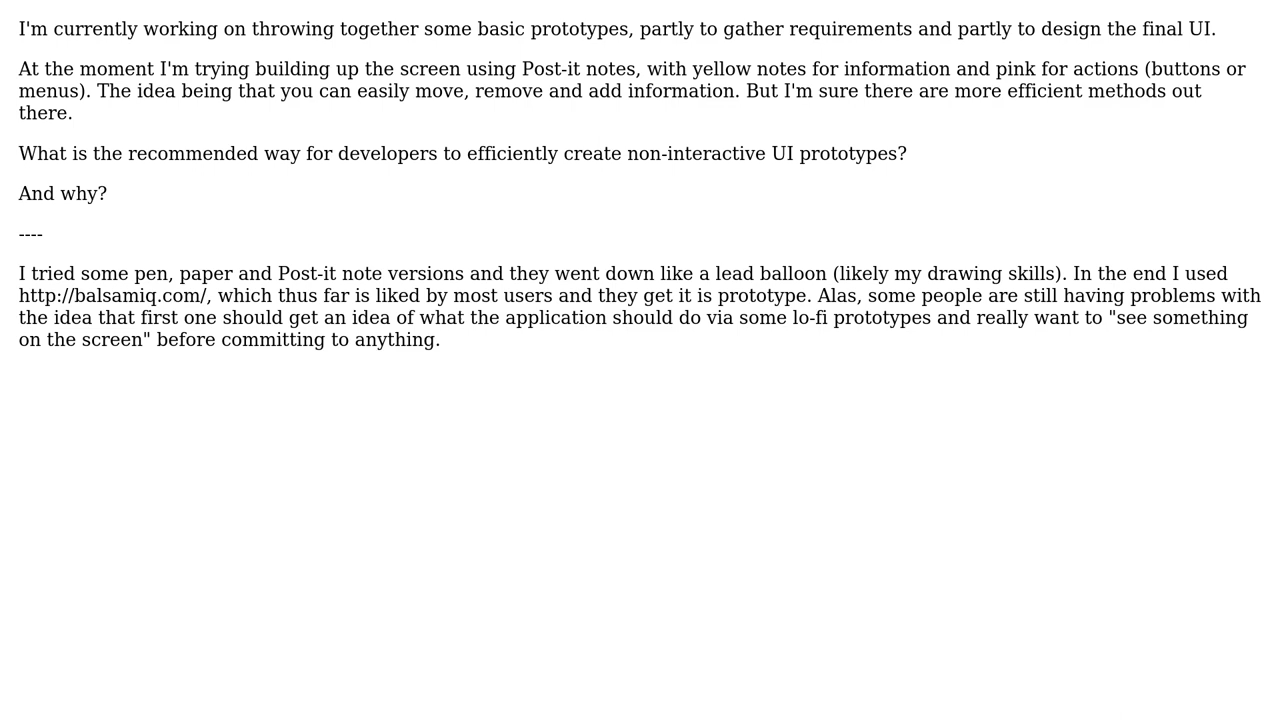 I'm currently working on throwing together some basic prototypes, partly to gather requirements and partly to design the final UI.
At the moment I'm trying building up the screen using Post-it notes, with yellow notes for information and pink for actions (buttons or
menus). The idea being that you can easily move, remove and add information. But I'm sure there are more efficient methods out
there.
What is the recommended way for developers to efficiently create non-interactive UI prototypes?
And why?
----
I tried some pen, paper and Post-it note versions and they went down like a lead balloon (likely my drawing skills). In the end I used
http://balsamiq.com/, which thus far is liked by most users and they get it is prototype. Alas, some people are still having problems with
the idea that first one should get an idea of what the application should do via some lo-fi prototypes and really want to "see something
on the screen" before committing to anything.